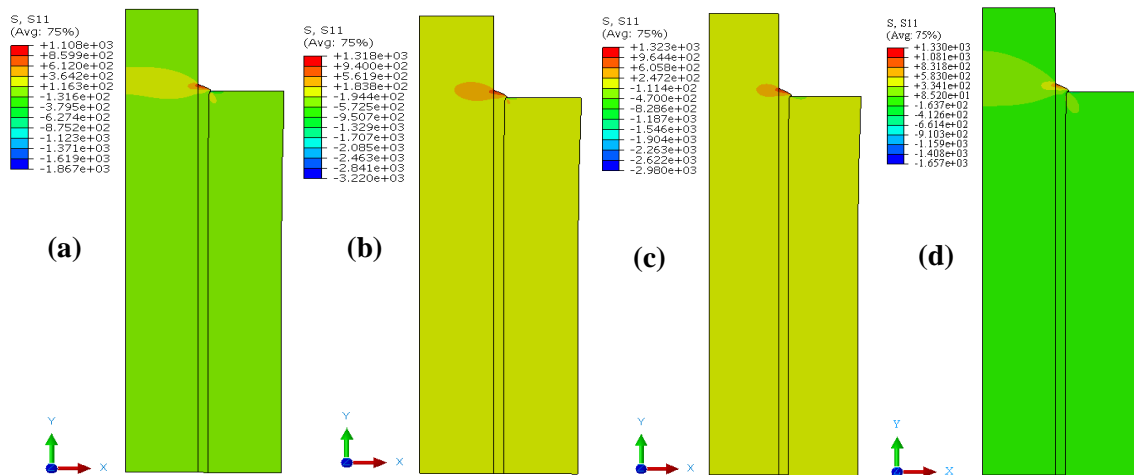 S, S11
(Avg: 75%)
+1.108e+03
+8.599e+02
+6.120e+02
+3.642e+02
+1.163e+02
-1.316e+02
-3.795e+02
-6.274e+02
-8.752e+02
-1.123e+03
-1.371e+03
-1.619e+03
-1.867e+03
(a)
Y
X
S, S11
(Avg: 75%)
+1.318e+03
+9.400e+02
+5.619e+02
+1.838e+02
-1.944e+02
-5.725e+02
-9.507e+02
-1.329e+03
-1.707e+03
-2.085e+03
-2.463e+03
-2.841e+03
-3.220e+03
(b)
Y
X
S, S11
(Avg: 75%)
+1.323e+03
+9.644e+02
+6.058e+02
+2.472e+02
-1.114e+02
-4.700e+02
-8.286e+02
-1.187e+03
-1.546e+03
-1.904e+03
-2.263e+03
-2.622e+03
-2.980e+03
(c)
Y
X
S, S11
(Avg: 75%)
+1.330e+03
+1.081e+03
+8.318e+02
+5.830e+02
+3.341e+02
+8.520e+01
-1.637e+02
-4.126e+02
-6.614e+02
-9.103e+02
-1.159e+03
-1.408e+03
-1.657e+03
(d)
Y
X